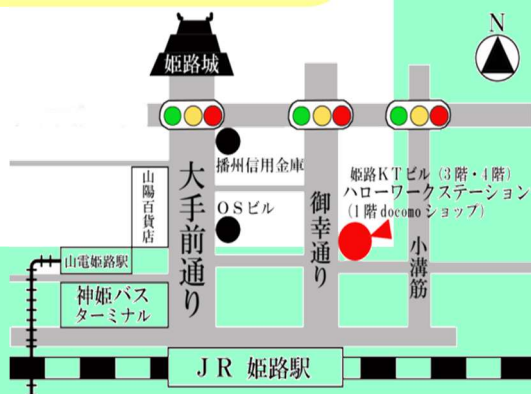 N
姫路城
播州信用金庫
山陽百貨店
大手前通り
OSビル
御幸通り
姫路KTビル（3階・4階）
ハローワークステーション
（1階docomoショップ）
小溝筋
山電姫路駅
神姫バス
ターミナル
JR 姫路駅